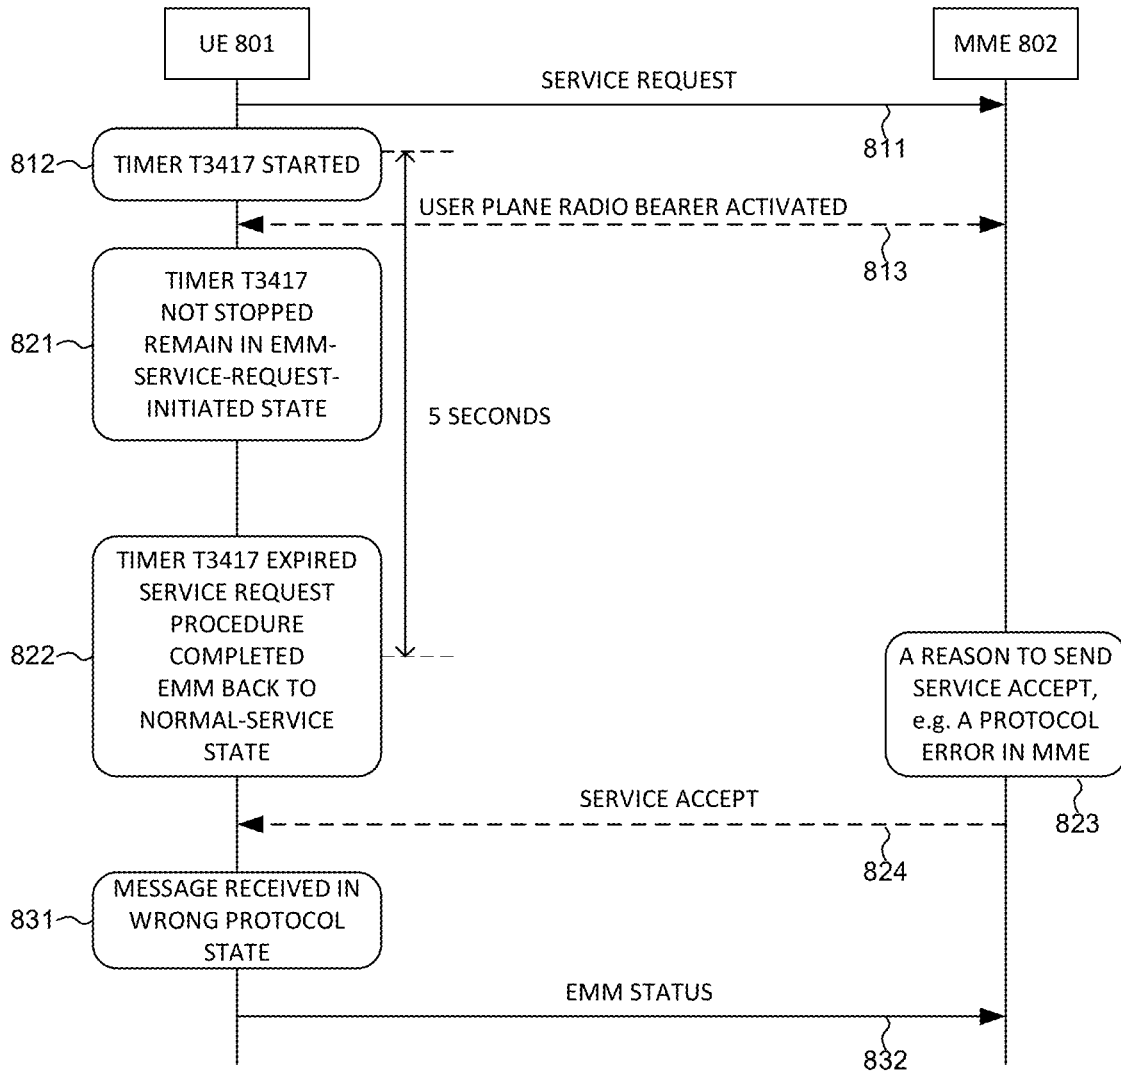 UE 801
MME 802
SERVICE REQUEST
811
812
TIMER T3417 STARTED
USER PLANE RADIO BEARER ACTIVATED
813
821
TIMER T3417
NOT STOPPED
REMAIN IN EMM-
SERVICE-REQUEST-
INITIATED STATE
5 SECONDS
822
TIMER T3417 EXPIRED
SERVICE REQUEST
PROCEDURE
COMPLETED
EMM BACK TO
NORMAL-SERVICE
STATE
A REASON TO SEND
SERVICE ACCEPT,
e.g. A PROTOCOL
ERROR IN MME
823
SERVICE ACCEPT
824
831
MESSAGE RECEIVED IN
WRONG PROTOCOL
STATE
EMM STATUS
832